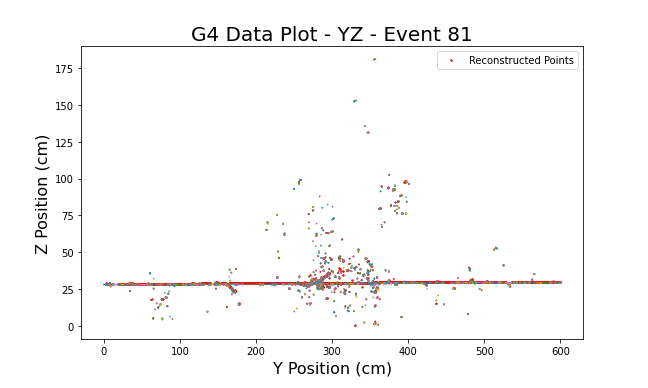 G4 Data Plot - YZ - Event 81
Reconstructed Points
Z Position (cm)
175
150
125
100
75
50
25
0
0 100 200 300 400 500 600
Y Position (cm)